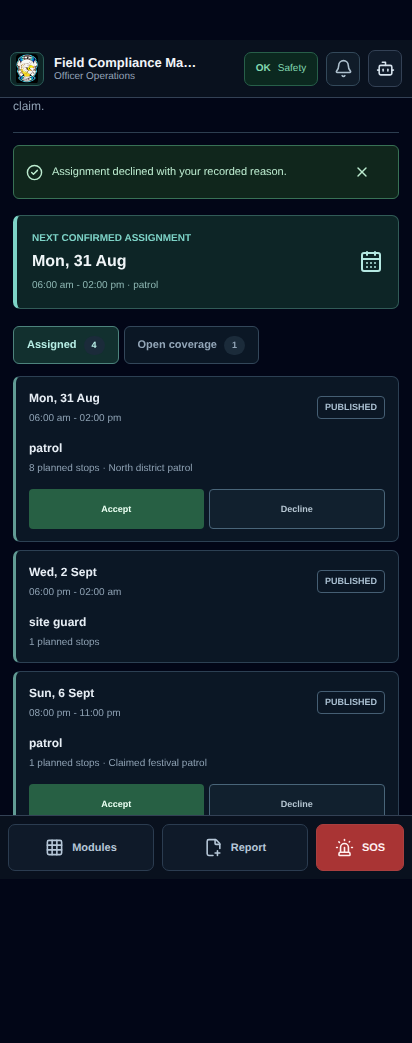 Field Compliance Ma...
Officer Operations
OK Safety
claim.
Assignment declined with your recorded reason.
NEXT CONFIRMED ASSIGNMENT
Mon, 31 Aug
06:00 am - 02:00 pm · patrol
Assigned 4
Open coverage 1
Mon, 31 Aug
PUBLISHED
06:00 am - 02:00 pm
patrol
8 planned stops · North district patrol
Accept
Decline
Wed, 2 Sept
PUBLISHED
06:00 pm - 02:00 am
site guard
1 planned stops
Sun, 6 Sept
PUBLISHED
08:00 pm - 11:00 pm
patrol
1 planned stops · Claimed festival patrol
Accept
Decline
Modules
Report
SOS